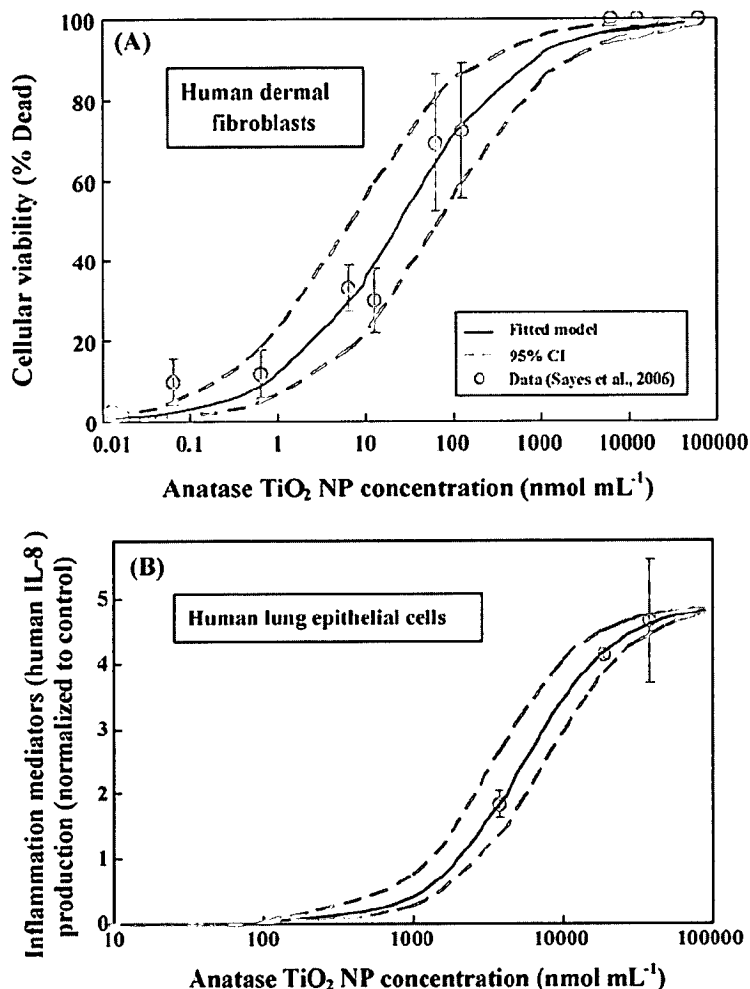 (A)
Human dermal
fibroblasts
Cellular viability (% Dead)
100
80
60
40
20
0
Fitted model
95% CI
Data (Sayes et al., 2006)
0.01 0.1 1 10 100 1000 10000 100000
Anatase TiO₂ NP concentration (nmol mL⁻¹)
(B)
Human lung epithelial cells
Inflammation mediators (human IL-8)
production (normalized to control)
5
4
3
2
1
0
10 100 1000 10000 100000
Anatase TiO₂ NP concentration (nmol mL⁻¹)